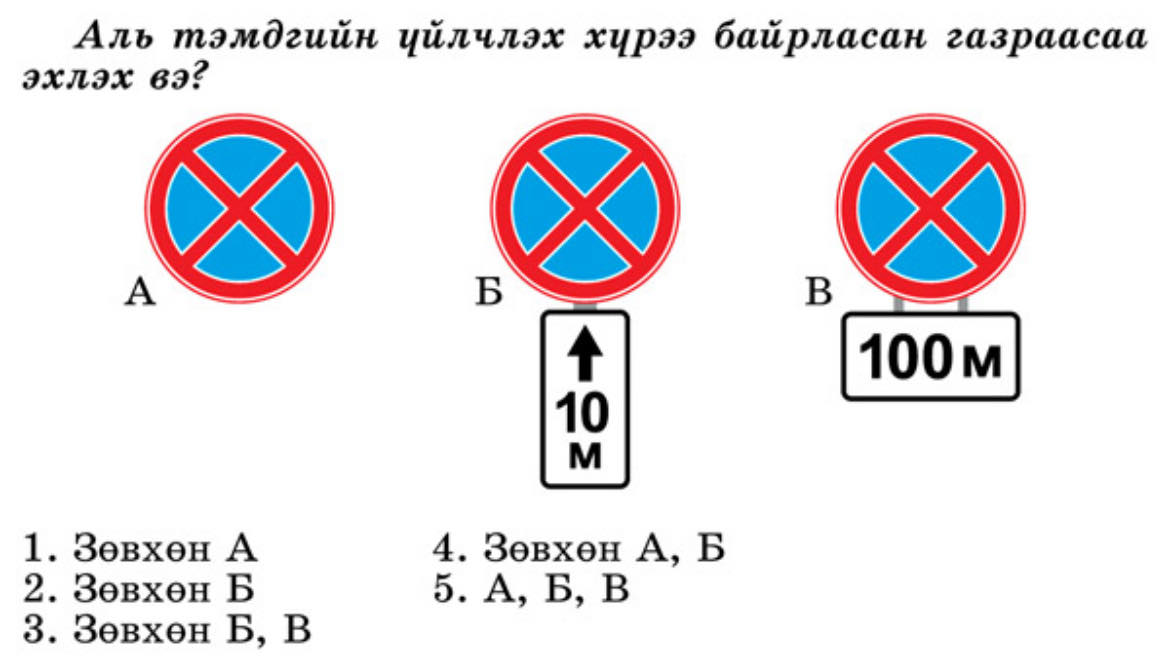 Аль тэмдгийн үйлчлэх хүрээ байрласан газраасаа
эхлэх вэ?
А
Б
В
10
м
100 м
1. Зөвхөн А
2. Зөвхөн Б
3. Зөвхөн Б, В
4. Зөвхөн А, Б
5. А, Б, В